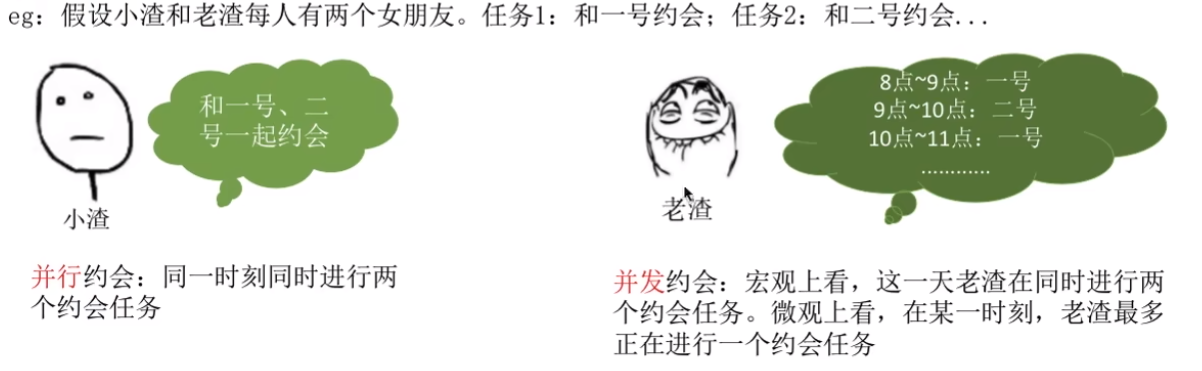 eg：假设小渣和老渣每人有两个女朋友。任务1：和一号约会；任务2：和二号约会...
和一号、二
号一起约会
小渣
并行约会：同一时刻同时进行两
个约会任务
8点~9点：一号
9点~10点：二号
10点~11点：一号
............
老渣
并发约会：宏观上看，这一天老渣在同时进行两
个约会任务。微观上看，在某一时刻，老渣最多
正在进行一个约会任务